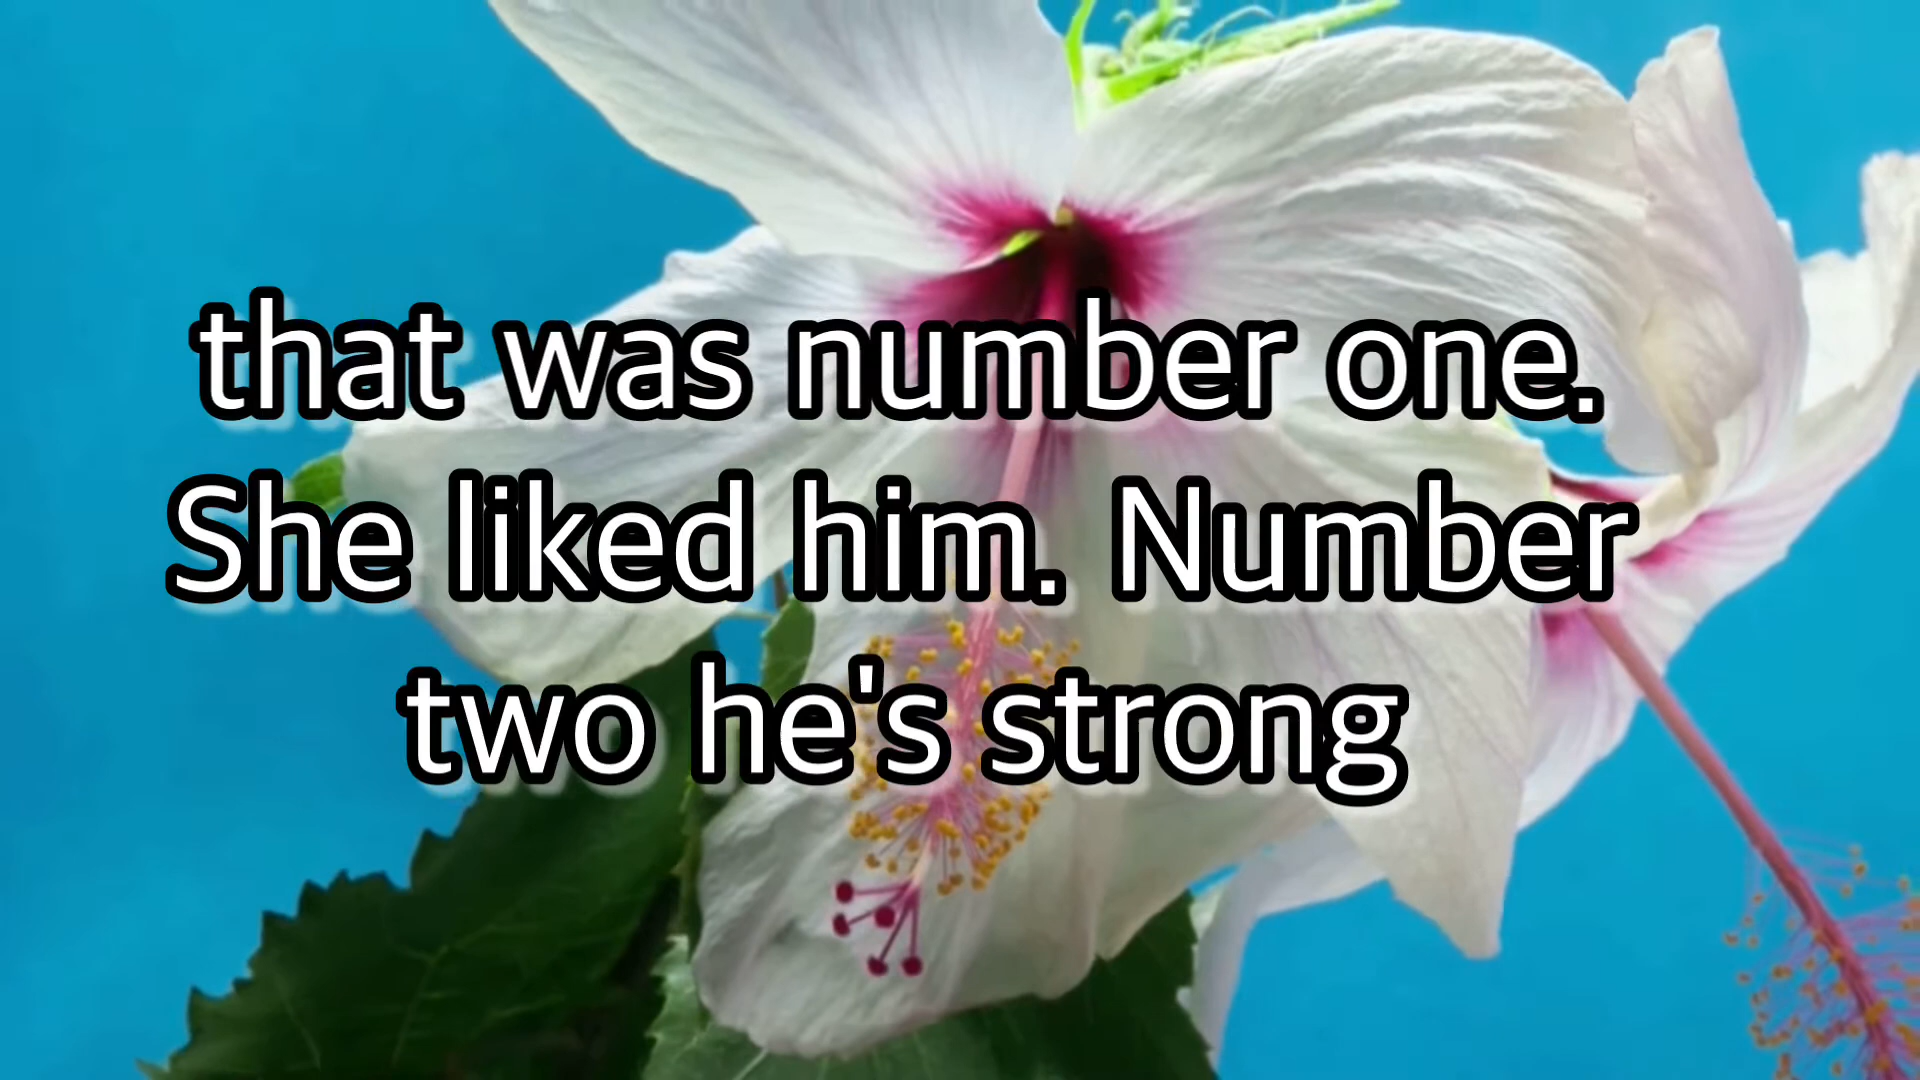 that was number one.
She liked him. Number
two he's strong